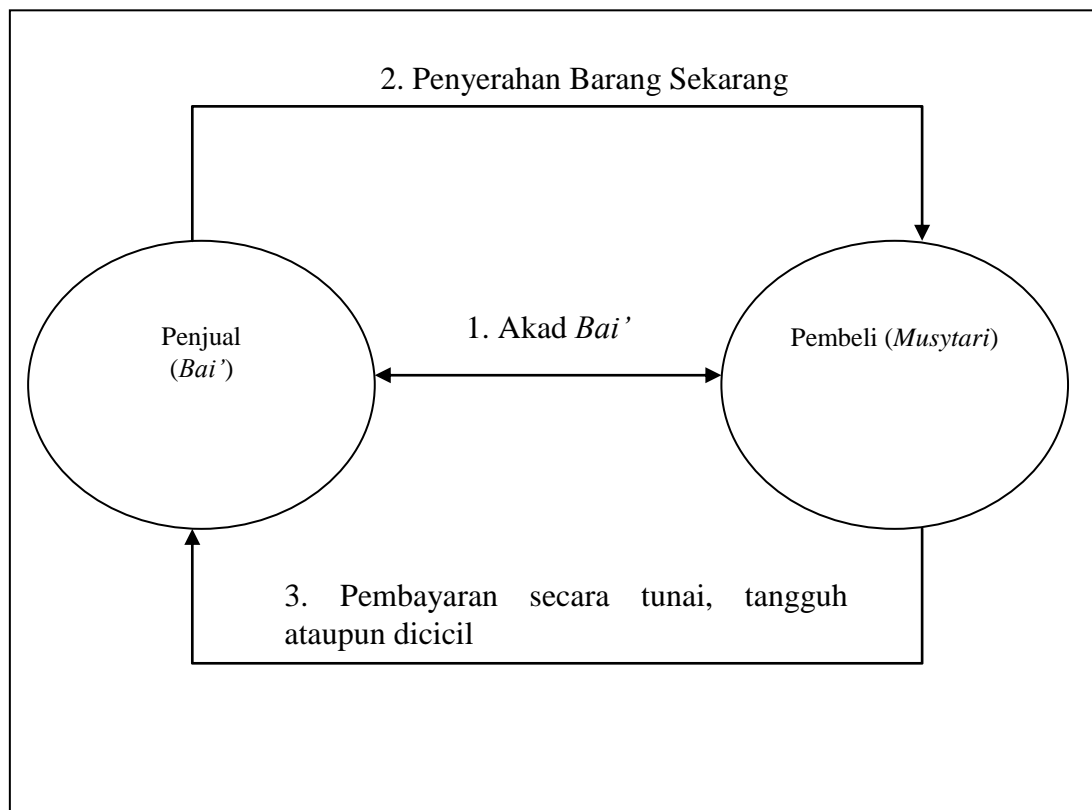 2. Penyerahan Barang Sekarang
Penjual
(Bai’)
1. Akad Bai’
Pembeli (Musytari)
3. Pembayaran secara tunai, tangguh
ataupun dicicil